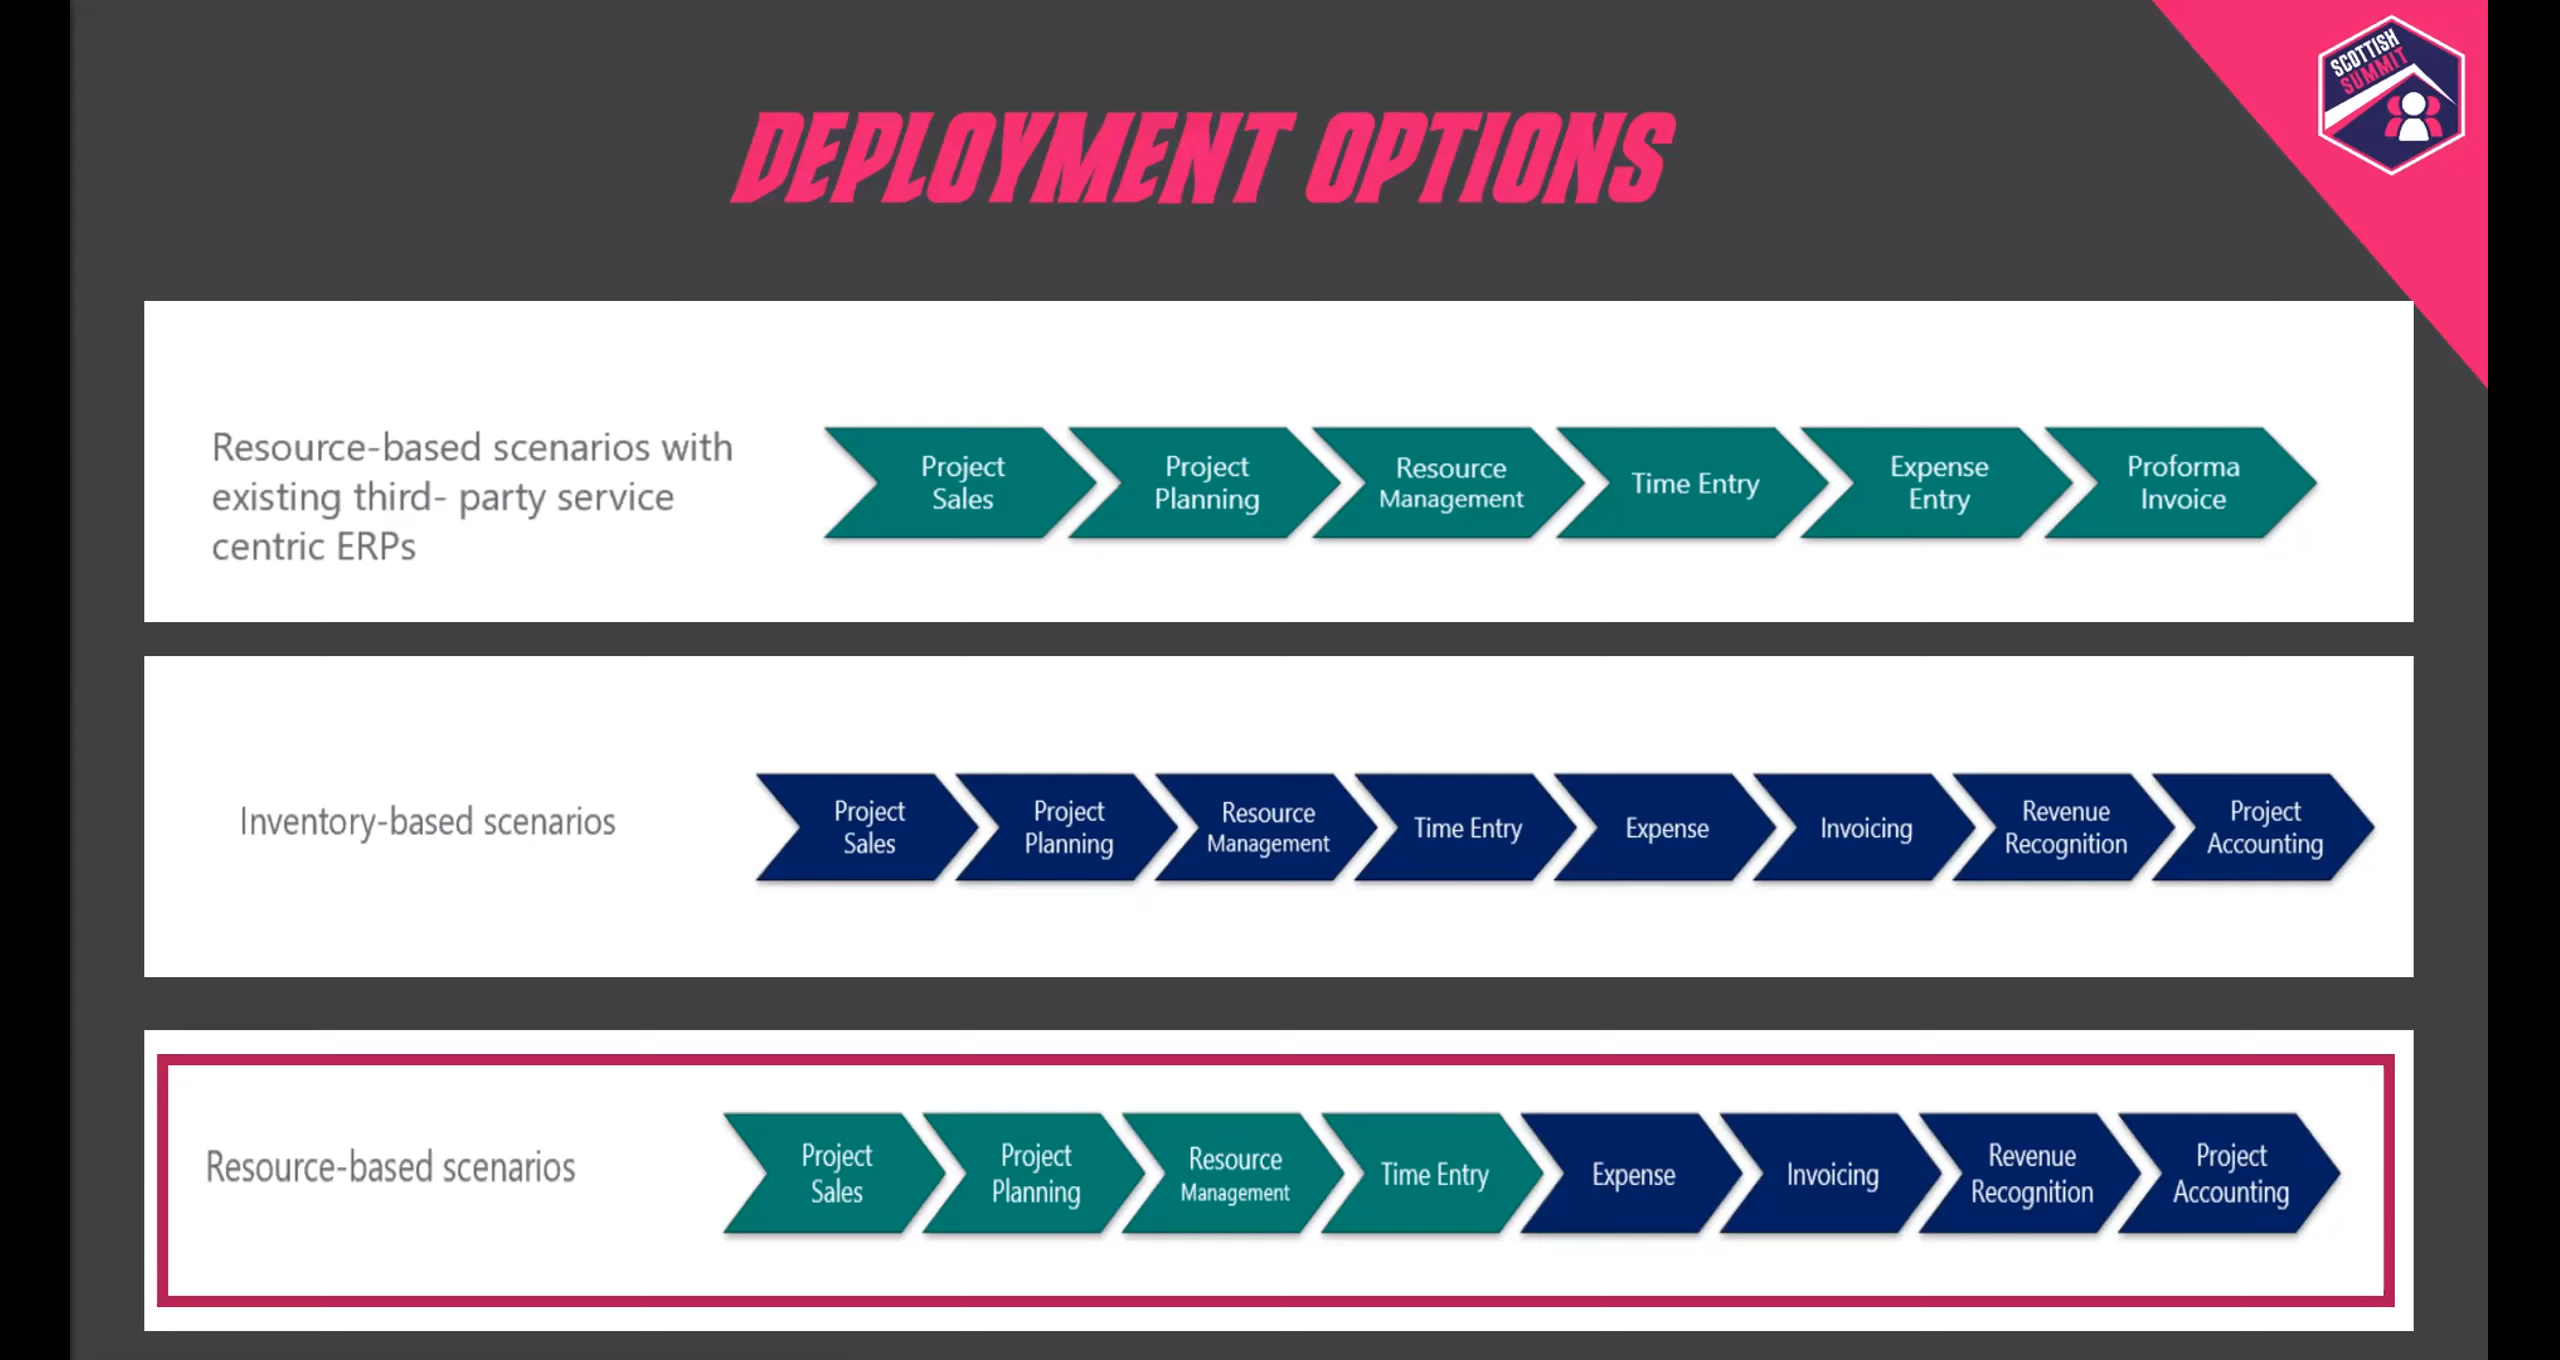 SCOTTISH
SUMMIT
DEPLOYMENT OPTIONS
Resource-based scenarios with
existing third- party service
centric ERPs
Project
Sales
Project
Planning
Resource
Management
Time Entry
Expense
Entry
Proforma
Invoice
Inventory-based scenarios
Project
Sales
Project
Planning
Resource
Management
Time Entry
Expense
Invoicing
Revenue
Recognition
Project
Accounting
Resource-based scenarios
Project
Sales
Project
Planning
Resource
Management
Time Entry
Expense
Invoicing
Revenue
Recognition
Project
Accounting